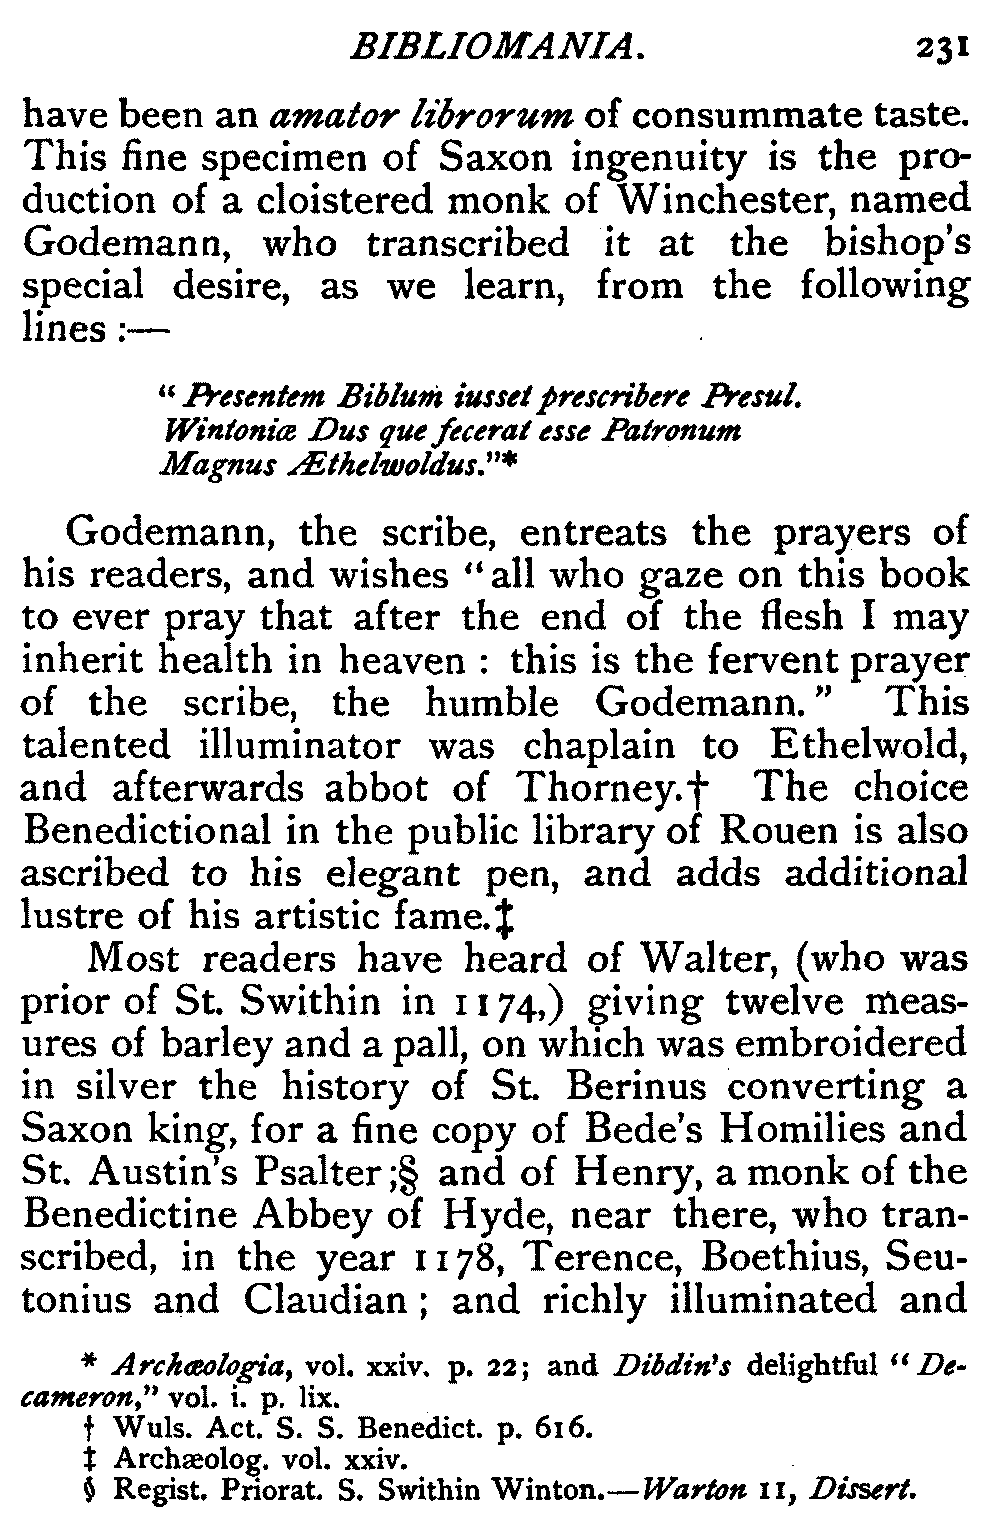 BIBLIOMANIA. 231
have been an amator librorum of consummate taste.
This fine specimen of Saxon ingenuity is the pro-
duction of a cloistered monk of Winchester, named
Godemann, who transcribed it at the bishop's
special desire, as we learn, from the following
lines :—
“ Presentem Biblum iusset prescribere Presul.
Wintoniæ Dus que fecerat esse Patronum
Magnus Æthelwoldus.”*
Godemann, the scribe, entreats the prayers of
his readers, and wishes “ all who gaze on this book
to ever pray that after the end of the flesh I may
inherit health in heaven : this is the fervent prayer
of the scribe, the humble Godemann. ” This
talented illuminator was chaplain to Ethelwold,
and afterwards abbot of Thorney.† The choice
Benedictional in the public library of Rouen is also
ascribed to his elegant pen, and adds additional
lustre of his artistic fame.‡
Most readers have heard of Walter, (who was
prior of St. Swithin in 1174,) giving twelve meas-
ures of barley and a pall, on which was embroidered
in silver the history of St. Berinus converting a
Saxon king, for a fine copy of Bede's Homilies and
St. Austin's Psalter ;§ and of Henry, a monk of the
Benedictine Abbey of Hyde, near there, who tran-
scribed, in the year 1178, Terence, Boethius, Seu-
tonius and Claudian ; and richly illuminated and
* Archæologia, vol. xxiv. p. 22; and Dibdin's delightful “ De-
cameron,” vol. i. p. lix.
† Wuls. Act. S. S. Benedict. p. 616.
‡ Archæolog. vol. xxiv.
§ Regist. Priorat. S. Swithin Winton.—Warton 11, Dissert.